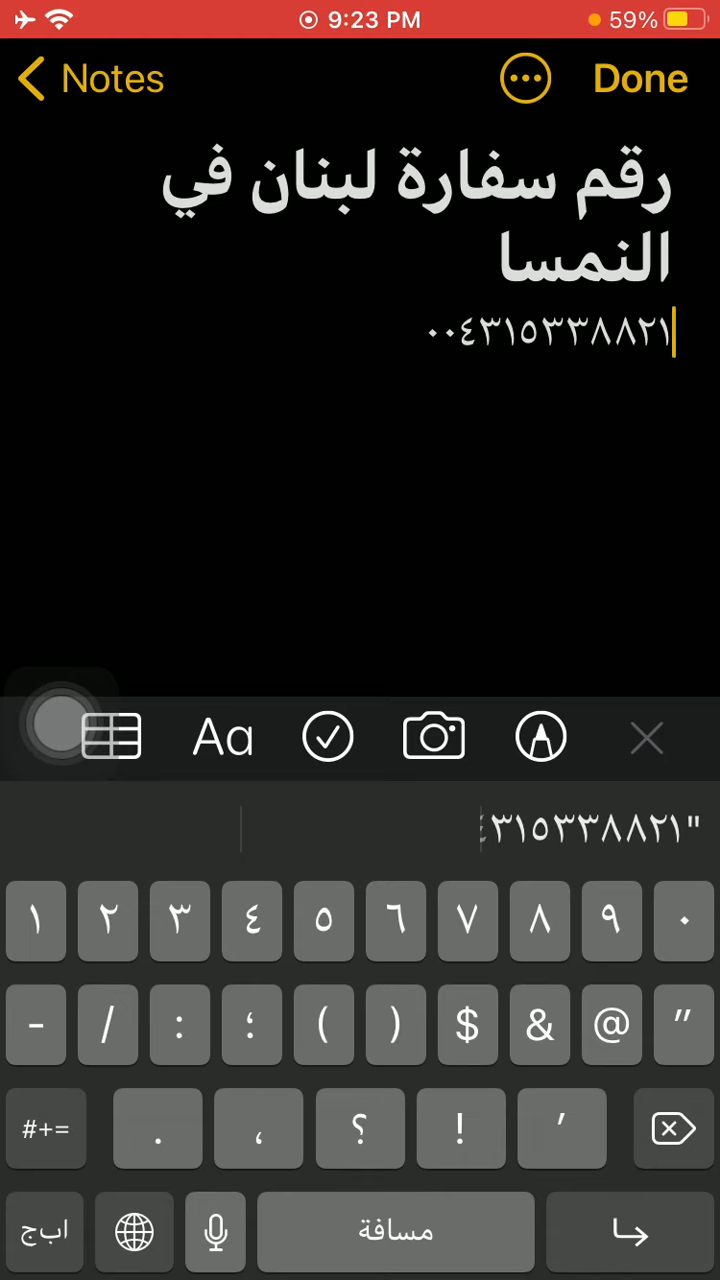 9:23 PM
59%
Notes
Done
رقم سفارة لبنان في
النمسا
٠٠٤٣١٥٣٣٨٨٢١
Aa
٣١٥٣٣٨٨٢١"
١ ٢ ٣ ٤ ٥ ٦ ٧ ٨ ٩ ٠
- / : ؛ ( ) $ & @ "
#+= . ، ؟ ! '
اب‌ج مسافة